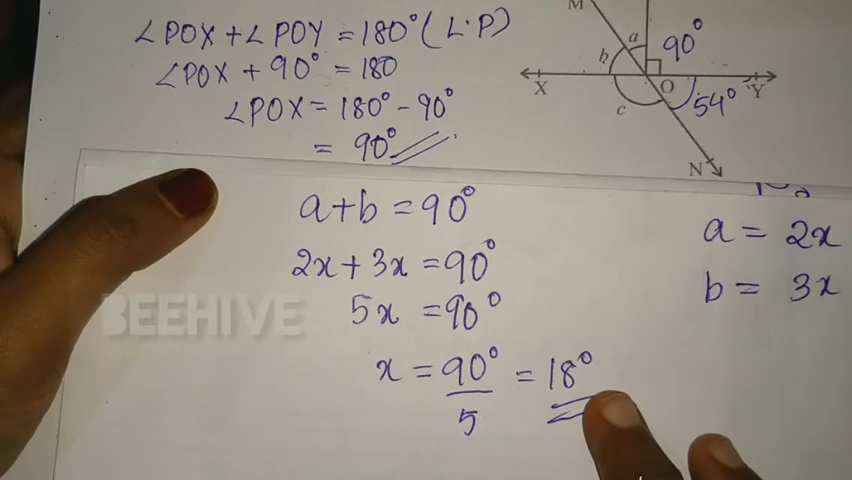 ∠POX + ∠POY = 180° (L.P)
∠POX + 90° = 180
∠POX = 180° - 90°
= 90°
M
a
90°
b
X
O
Y
c
54°
N
a+b = 90°
2x+3x = 90°
5x = 90°
x = 90°/5 = 18°
a = 2x
b = 3x
BEEHIVE